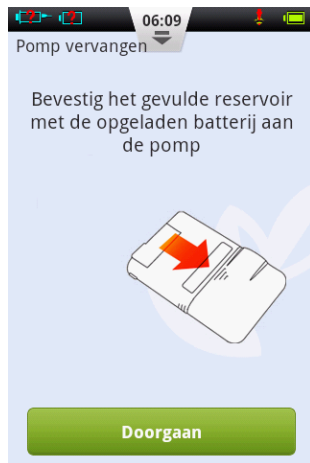 06:09
Pomp vervangen
Bevestig het gevulde reservoir
met de opgeladen batterij aan
de pomp
Doorgaan